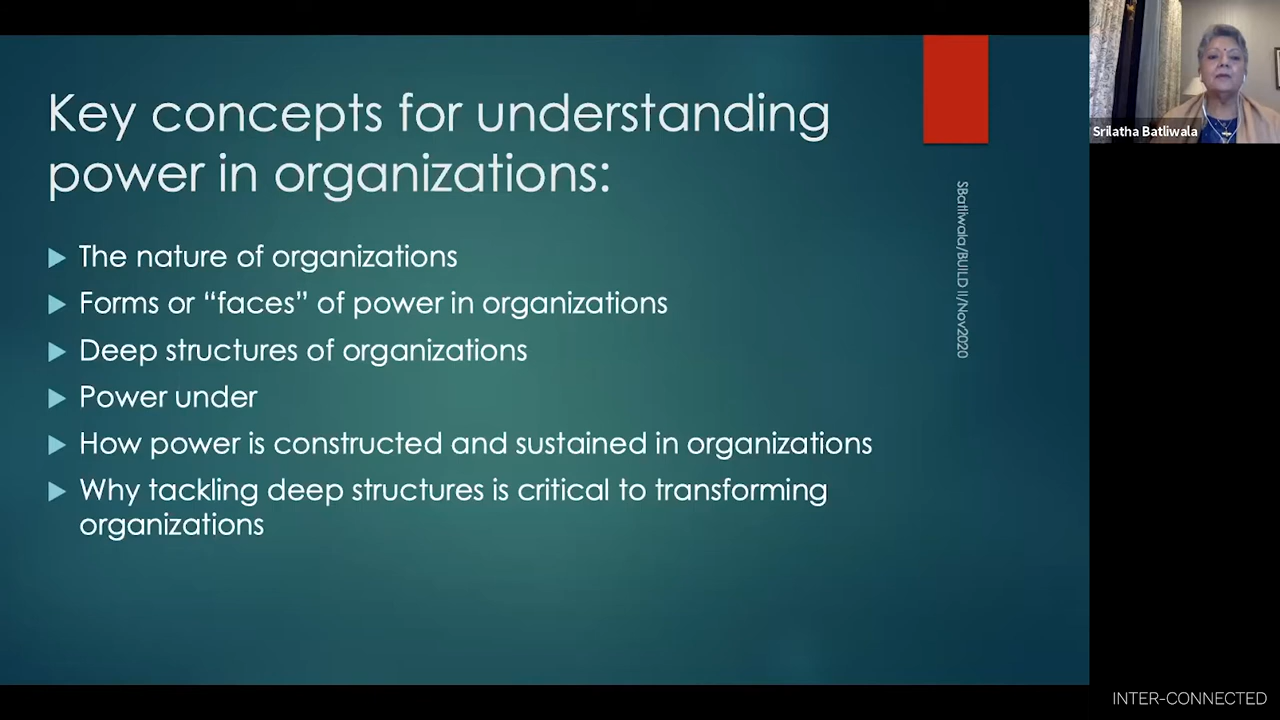 Key concepts for understanding
power in organizations:
The nature of organizations
Forms or “faces” of power in organizations
Deep structures of organizations
Power under
How power is constructed and sustained in organizations
Why tackling deep structures is critical to transforming
organizations
SBatliwala/BUILD II/Nov2020
Srilatha Batliwala
INTER-CONNECTED